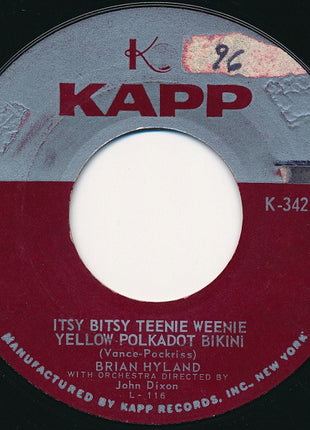 K
96
KAPP
K-342
ITSY BITSY TEENIE WEENIE
YELLOW POLKADOT BIKINI
(Vance-Pockriss)
BRIAN HYLAND
WITH ORCHESTRA DIRECTED BY
John Dixon
L-116
MANUFACTURED BY KAPP RECORDS, INC.-NEW YORK